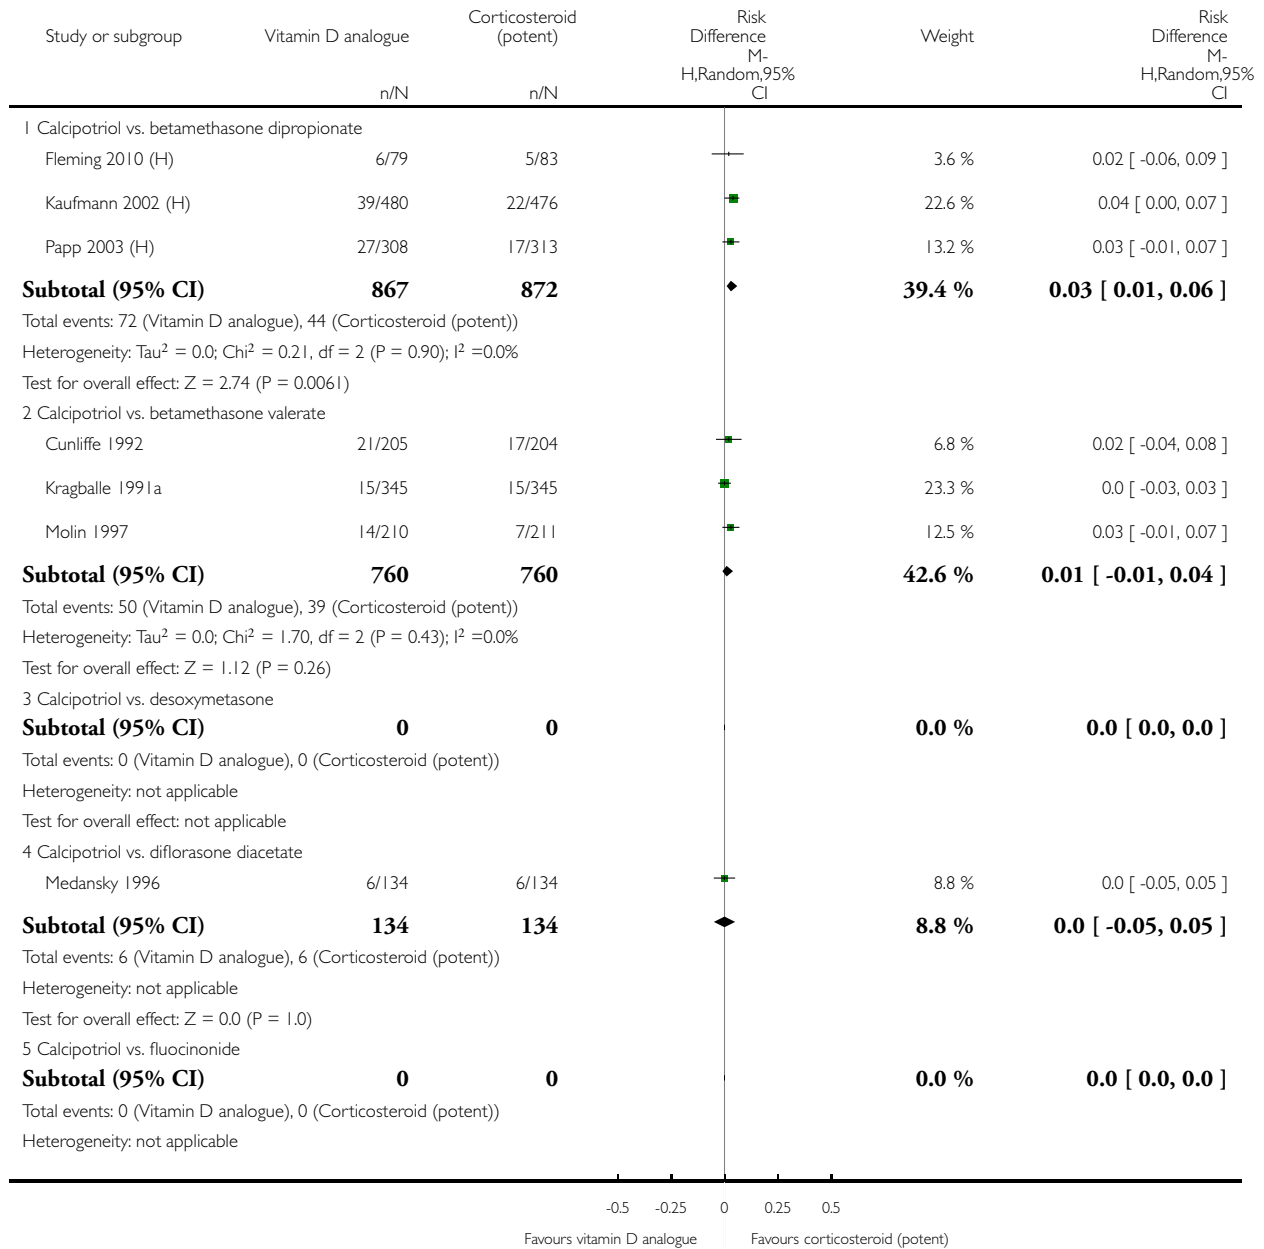 Study or subgroup Vitamin D analogue Corticosteroid (potent) Risk Difference Weight Risk Difference
n/N n/N M-H,Random,95% CI M-H,Random,95% CI
1 Calcipotriol vs. betamethasone dipropionate
Fleming 2010 (H) 6/79 5/83 3.6 % 0.02 [ -0.06, 0.09 ]
Kaufmann 2002 (H) 39/480 22/476 22.6 % 0.04 [ 0.00, 0.07 ]
Papp 2003 (H) 27/308 17/313 13.2 % 0.03 [ -0.01, 0.07 ]
Subtotal (95% CI) 867 872 39.4 % 0.03 [ 0.01, 0.06 ]
Total events: 72 (Vitamin D analogue), 44 (Corticosteroid (potent))
Heterogeneity: Tau² = 0.0; Chi² = 0.21, df = 2 (P = 0.90); I² =0.0%
Test for overall effect: Z = 2.74 (P = 0.0061)
2 Calcipotriol vs. betamethasone valerate
Cunliffe 1992 21/205 17/204 6.8 % 0.02 [ -0.04, 0.08 ]
Kragballe 1991a 15/345 15/345 23.3 % 0.0 [ -0.03, 0.03 ]
Molin 1997 14/210 7/211 12.5 % 0.03 [ -0.01, 0.07 ]
Subtotal (95% CI) 760 760 42.6 % 0.01 [ -0.01, 0.04 ]
Total events: 50 (Vitamin D analogue), 39 (Corticosteroid (potent))
Heterogeneity: Tau² = 0.0; Chi² = 1.70, df = 2 (P = 0.43); I² =0.0%
Test for overall effect: Z = 1.12 (P = 0.26)
3 Calcipotriol vs. desoxymetasone
Subtotal (95% CI) 0 0 0.0 % 0.0 [ 0.0, 0.0 ]
Total events: 0 (Vitamin D analogue), 0 (Corticosteroid (potent))
Heterogeneity: not applicable
Test for overall effect: not applicable
4 Calcipotriol vs. diflorasone diacetate
Medansky 1996 6/134 6/134 8.8 % 0.0 [ -0.05, 0.05 ]
Subtotal (95% CI) 134 134 8.8 % 0.0 [ -0.05, 0.05 ]
Total events: 6 (Vitamin D analogue), 6 (Corticosteroid (potent))
Heterogeneity: not applicable
Test for overall effect: Z = 0.0 (P = 1.0)
5 Calcipotriol vs. fluocinonide
Subtotal (95% CI) 0 0 0.0 % 0.0 [ 0.0, 0.0 ]
Total events: 0 (Vitamin D analogue), 0 (Corticosteroid (potent))
Heterogeneity: not applicable
-0.5 -0.25 0 0.25 0.5
Favours vitamin D analogue Favours corticosteroid (potent)